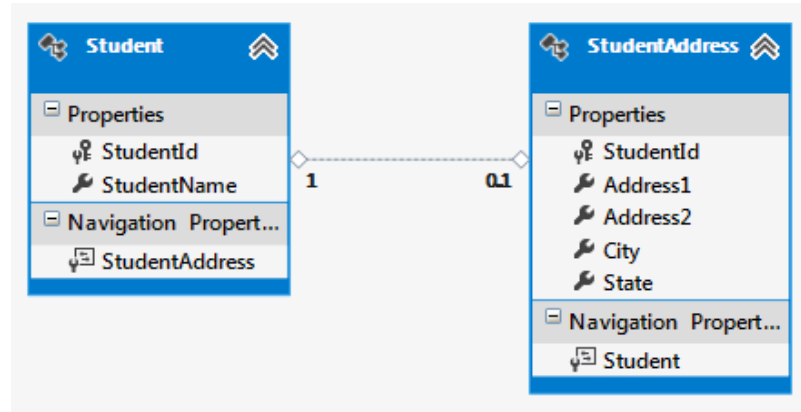 Student
Properties
StudentId
StudentName
Navigation Propert...
StudentAddress
1
0..1
StudentAddress
Properties
StudentId
Address1
Address2
City
State
Navigation Propert...
Student